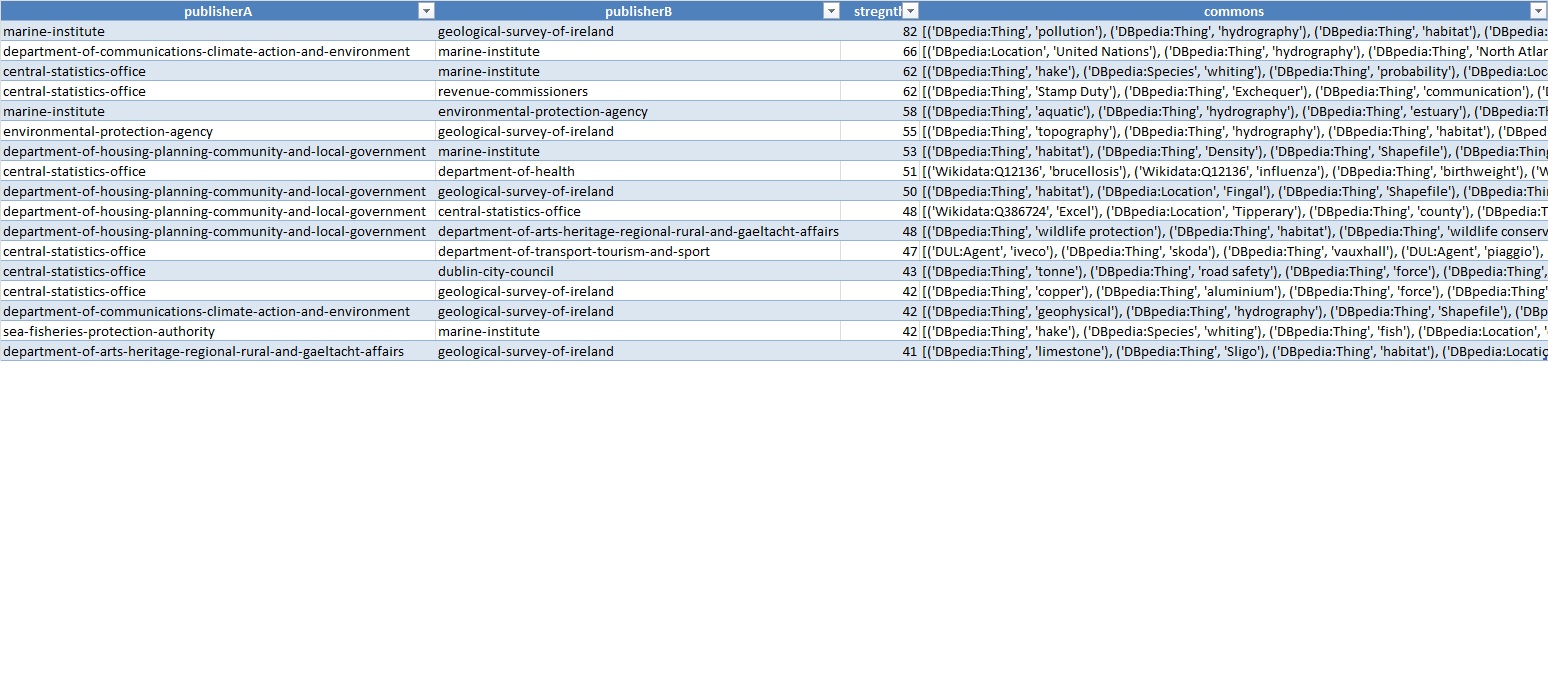 publisherA publisherB stregnth commons
marine-institute geological-survey-of-ireland 82 [('DBpedia:Thing', 'pollution'), ('DBpedia:Thing', 'hydrography'), ('DBpedia:Thing', 'habitat'), ('DBpedia:
department-of-communications-climate-action-and-environment marine-institute 66 [('DBpedia:Location', 'United Nations'), ('DBpedia:Thing', 'hydrography'), ('DBpedia:Thing', 'North Atlan
central-statistics-office marine-institute 62 [('DBpedia:Thing', 'hake'), ('DBpedia:Species', 'whiting'), ('DBpedia:Thing', 'probability'), ('DBpedia:Loc
central-statistics-office revenue-commissioners 62 [('DBpedia:Thing', 'Stamp Duty'), ('DBpedia:Thing', 'Exchequer'), ('DBpedia:Thing', 'communication'), ('D
marine-institute environmental-protection-agency 58 [('DBpedia:Thing', 'aquatic'), ('DBpedia:Thing', 'hydrography'), ('DBpedia:Thing', 'estuary'), ('DBpedia:Th
environmental-protection-agency geological-survey-of-ireland 55 [('DBpedia:Thing', 'topography'), ('DBpedia:Thing', 'hydrography'), ('DBpedia:Thing', 'habitat'), ('DBped
department-of-housing-planning-community-and-local-government marine-institute 53 [('DBpedia:Thing', 'habitat'), ('DBpedia:Thing', 'Density'), ('DBpedia:Thing', 'Shapefile'), ('DBpedia:Thing
central-statistics-office department-of-health 51 [('Wikidata:Q12136', 'brucellosis'), ('Wikidata:Q12136', 'influenza'), ('DBpedia:Thing', 'birthweight'), ('W
department-of-housing-planning-community-and-local-government geological-survey-of-ireland 50 [('DBpedia:Thing', 'habitat'), ('DBpedia:Location', 'Fingal'), ('DBpedia:Thing', 'Shapefile'), ('DBpedia:Thi
department-of-housing-planning-community-and-local-government central-statistics-office 48 [('Wikidata:Q386724', 'Excel'), ('DBpedia:Location', 'Tipperary'), ('DBpedia:Thing', 'county'), ('DBpedia:T
department-of-housing-planning-community-and-local-government department-of-arts-heritage-regional-rural-and-gaeltacht-affairs 48 [('DBpedia:Thing', 'wildlife protection'), ('DBpedia:Thing', 'habitat'), ('DBpedia:Thing', 'wildlife conserv
central-statistics-office department-of-transport-tourism-and-sport 47 [('DUL:Agent', 'iveco'), ('DBpedia:Thing', 'skoda'), ('DBpedia:Thing', 'vauxhall'), ('DUL:Agent', 'piaggio'),
central-statistics-office dublin-city-council 43 [('DBpedia:Thing', 'tonne'), ('DBpedia:Thing', 'road safety'), ('DBpedia:Thing', 'force'), ('DBpedia:Thing',
central-statistics-office geological-survey-of-ireland 42 [('DBpedia:Thing', 'copper'), ('DBpedia:Thing', 'aluminium'), ('DBpedia:Thing', 'force'), ('DBpedia:Thing'
department-of-communications-climate-action-and-environment geological-survey-of-ireland 42 [('DBpedia:Thing', 'geophysical'), ('DBpedia:Thing', 'hydrography'), ('DBpedia:Thing', 'Shapefile'), ('DBp
sea-fisheries-protection-authority marine-institute 42 [('DBpedia:Thing', 'hake'), ('DBpedia:Species', 'whiting'), ('DBpedia:Thing', 'fish'), ('DBpedia:Location', '
department-of-arts-heritage-regional-rural-and-gaeltacht-affairs geological-survey-of-ireland 41 [('DBpedia:Thing', 'limestone'), ('DBpedia:Thing', 'Sligo'), ('DBpedia:Thing', 'habitat'), ('DBpedia:Locatio